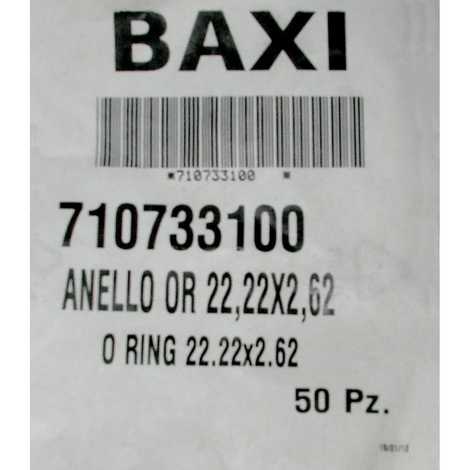 BAXI
*710733100 *
710733100
ANELLO OR 22,22X2,62
O RING 22.22x2.62
50 Pz.